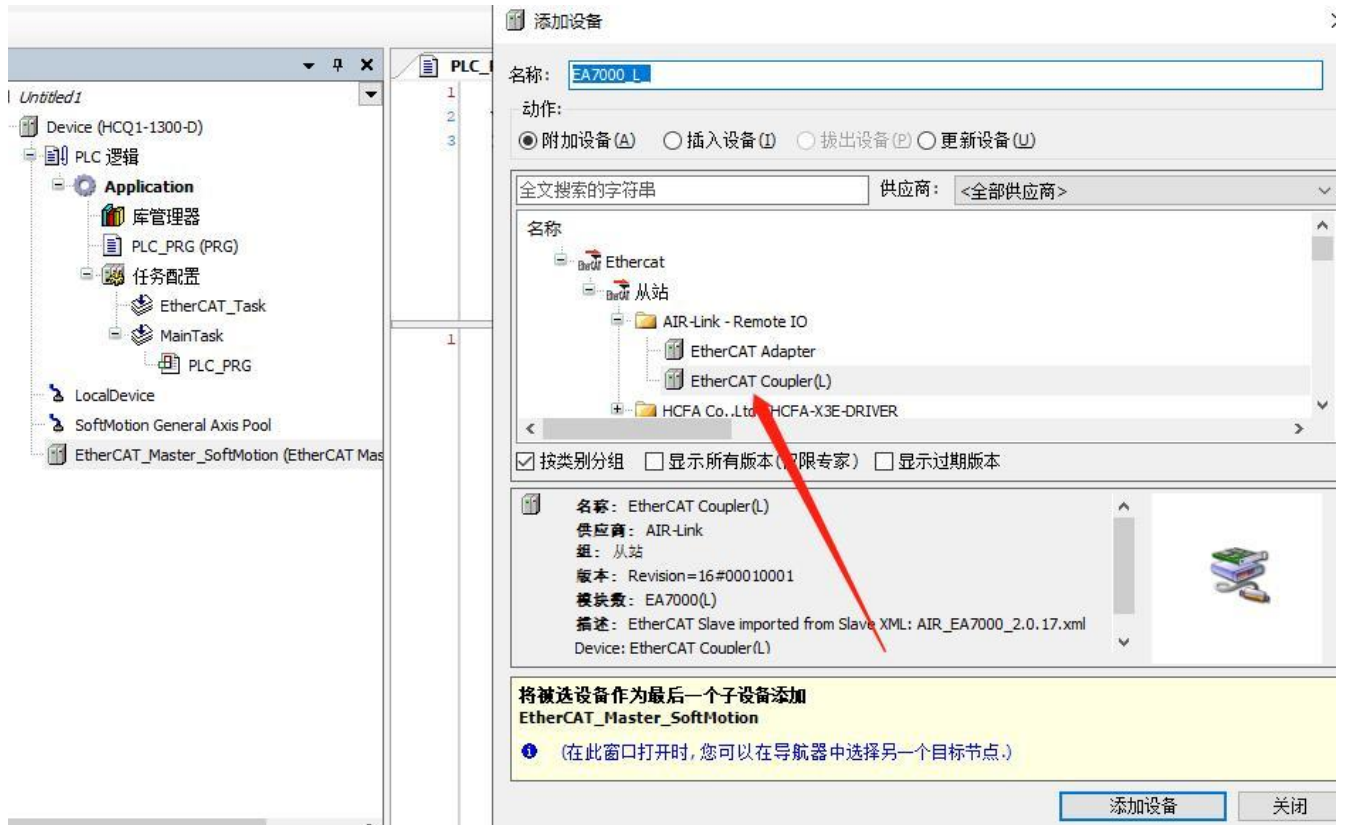 Untitled1
Device (HCQ1-1300-D)
PLC 逻辑
Application
库管理器
PLC_PRG (PRG)
任务配置
EtherCAT_Task
MainTask
PLC_PRG
LocalDevice
SoftMotion General Axis Pool
EtherCAT_Master_SoftMotion (EtherCAT Mas
1
2
3
1
添加设备
名称: EA7000_L_
动作:
附加设备(A) 插入设备(I) 拔出设备(P) 更新设备(U)
全文搜索的字符串 供应商: <全部供应商>
名称
EtherCAT Ethercat
EtherCAT 从站
AIR-Link - Remote IO
EtherCAT Adapter
EtherCAT Coupler(L)
HCFA Co.,Ltd HCFA-X3E-DRIVER
按类别分组 显示所有版本(仅限专家) 显示过期版本
名称: EtherCAT Coupler(L)
供应商: AIR-Link
组: 从站
版本: Revision=16#00010001
模块数: EA7000(L)
描述: EtherCAT Slave imported from Slave XML: AIR_EA7000_2.0.17.xml
Device: EtherCAT Coupler(L)
将被选设备作为最后一个子设备添加
EtherCAT_Master_SoftMotion
(在此窗口打开时, 您可以在导航器中选择另一个目标节点.)
添加设备 关闭